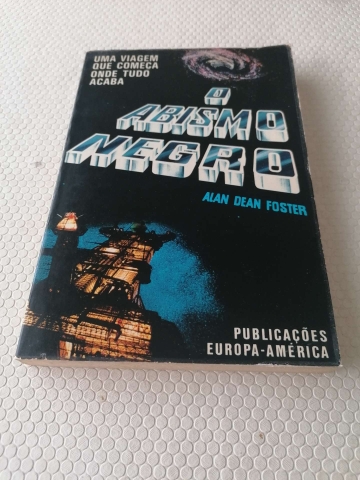 UMA VIAGEM
QUE COMEÇA
ONDE TUDO
ACABA
O
ABISMO
NEGRO
ALAN DEAN FOSTER
PUBLICAÇÕES
EUROPA-AMÉRICA